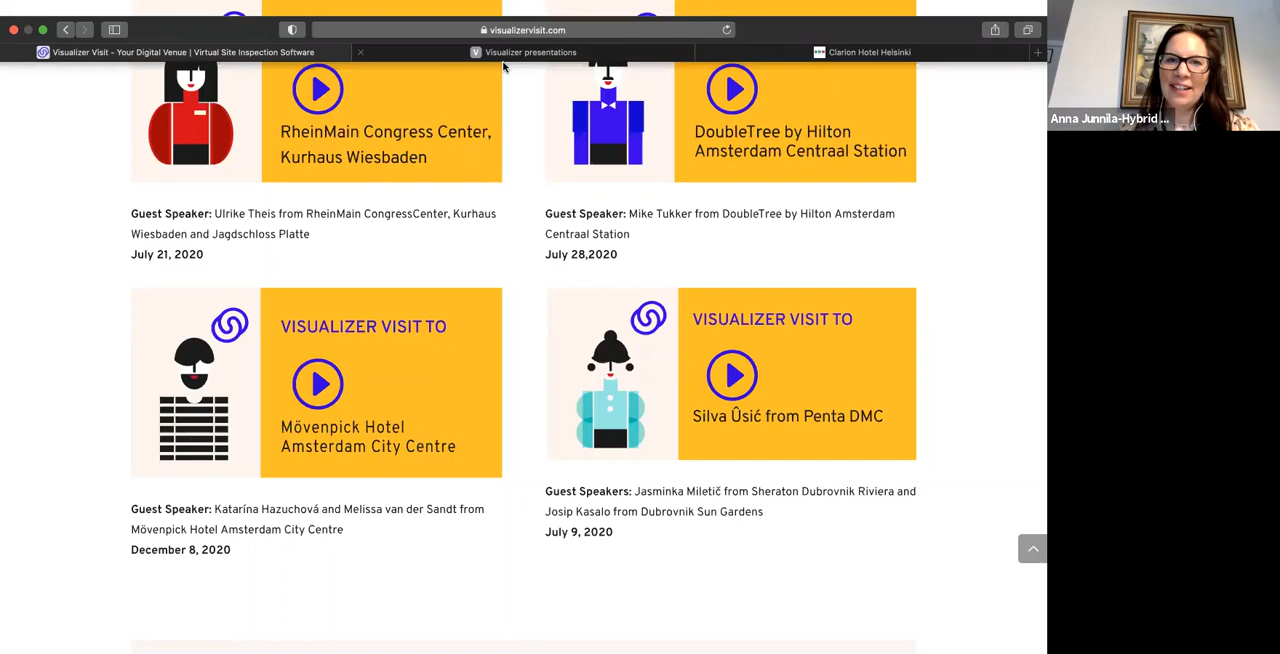 visualizervisit.com
Visualizer Visit - Your Digital Venue | Virtual Site Inspection Software
V Visualizer presentations
Clarion Hotel Helsinki
Anna Junnila-Hybrid ...
RheinMain Congress Center,
Kurhaus Wiesbaden
DoubleTree by Hilton
Amsterdam Centraal Station
Guest Speaker: Ulrike Theis from RheinMain CongressCenter, Kurhaus
Wiesbaden and Jagdschloss Platte
July 21, 2020
Guest Speaker: Mike Tukker from DoubleTree by Hilton Amsterdam
Centraal Station
July 28,2020
VISUALIZER VISIT TO
Mövenpick Hotel
Amsterdam City Centre
VISUALIZER VISIT TO
Silva Ûsić from Penta DMC
Guest Speaker: Katarína Hazuchová and Melissa van der Sandt from
Mövenpick Hotel Amsterdam City Centre
December 8, 2020
Guest Speakers: Jasminka Miletič from Sheraton Dubrovnik Riviera and
Josip Kasalo from Dubrovnik Sun Gardens
July 9, 2020